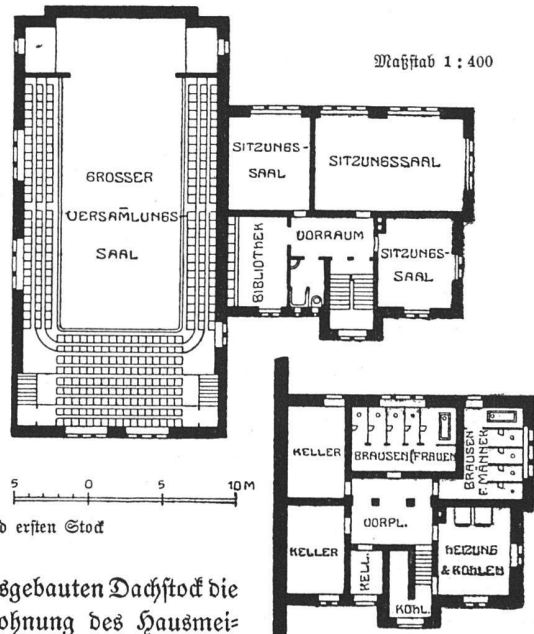 Maßstab 1 : 400
GROSSER
VERSAMLUNGS-
SAAL
SITZUNGS-
SAAL
SITZUNGSSAAL
BIBLIOTHEK
VORRAUM
SITZUNGS-
SAAL
5 0 5 10 M
d ersten Stock
sgebauten Dachstock die
ohnung des Hausmei-
KELLER
BRAUSEN F. FRAUEN
BRAUSEN
F. MÄNNER
KELLER
VORPL.
KELL.
KOHL.
HEIZUNG
& KOHLEN